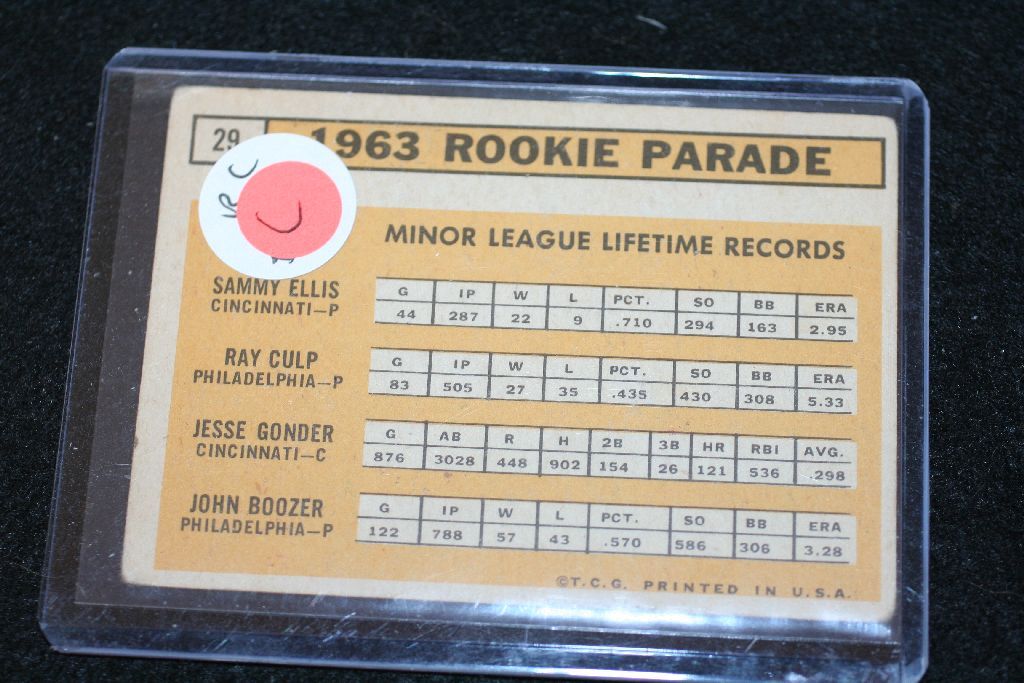 29 1963 ROOKIE PARADE
RC
C
MINOR LEAGUE LIFETIME RECORDS
SAMMY ELLIS
CINCINNATI—P
G IP W L PCT. SO BB ERA
44 287 22 9 .710 294 163 2.95
RAY CULP
PHILADELPHIA—P
G IP W L PCT. SO BB ERA
83 505 27 35 .435 430 308 5.33
JESSE GONDER
CINCINNATI—C
G AB R H 2B 3B HR RBI AVG.
876 3028 448 902 154 26 121 536 .298
JOHN BOOZER
PHILADELPHIA—P
G IP W L PCT. SO BB ERA
122 788 57 43 .570 586 306 3.28
©T.C.G. PRINTED IN U.S.A.